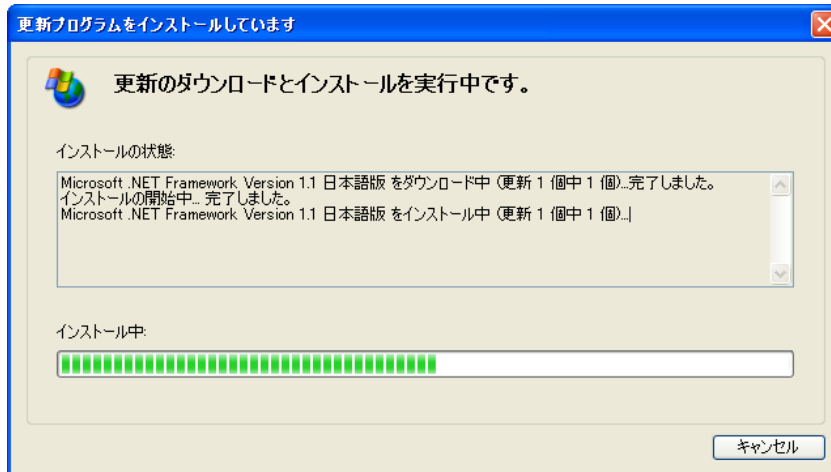 更新プログラムをインストールしています
更新のダウンロードとインストールを実行中です。
インストールの状態:
Microsoft .NET Framework Version 1.1 日本語版 をダウンロード中 (更新 1 個中 1 個)...完了しました。
インストールの開始中... 完了しました。
Microsoft .NET Framework Version 1.1 日本語版 をインストール中 (更新 1 個中 1 個)...
インストール中:
キャンセル